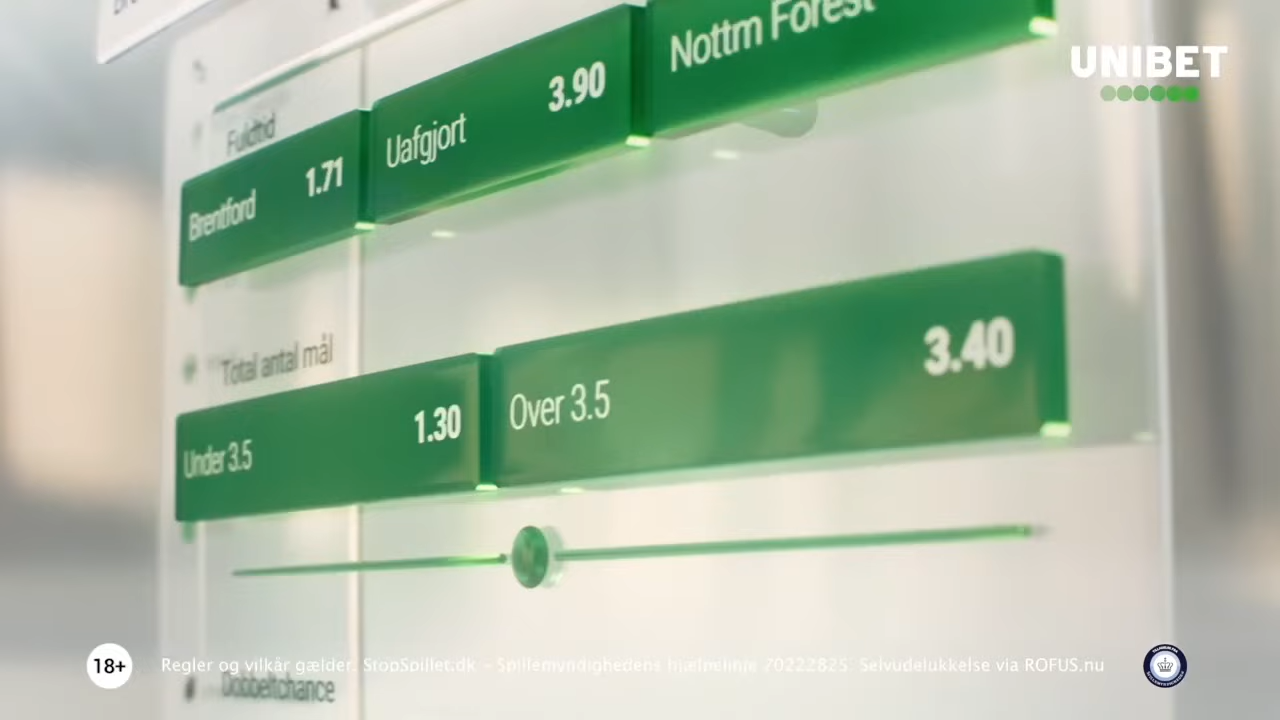 UNIBET
Nottm Forest
Uafgjort 3.90
Fuldtid
Brentford 1.71
Total antal mål
Under 3.5 1.30
Over 3.5 3.40
18+ Regler og vilkår gælder. StopSpillet.dk - Spillemyndighedens hjælpelinje 70222825. Selvudelukkelse via ROFUS.nu
Dobbeltchance